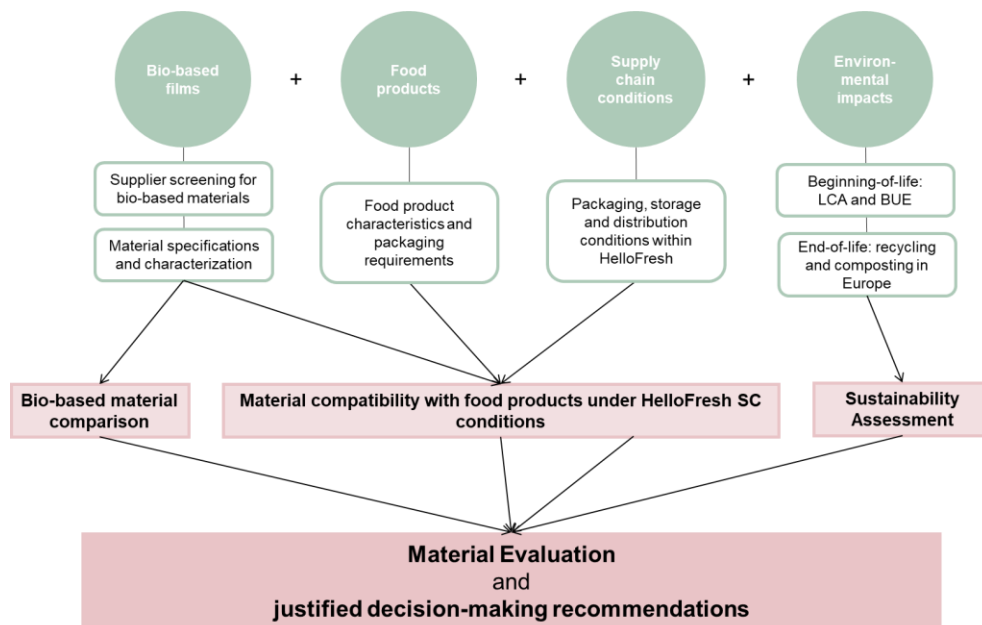 Bio-based
films
+
Food
products
+
Supply
chain
conditions
+
Environ-
mental
impacts
Supplier screening for
bio-based materials
Material specifications
and characterization
Food product
characteristics and
packaging
requirements
Packaging, storage
and distribution
conditions within
HelloFresh
Beginning-of-life:
LCA and BUE
End-of-life: recycling
and composting in
Europe
Bio-based material
comparison
Material compatibility with food products under HelloFresh SC
conditions
Sustainability
Assessment
Material Evaluation
and
justified decision-making recommendations